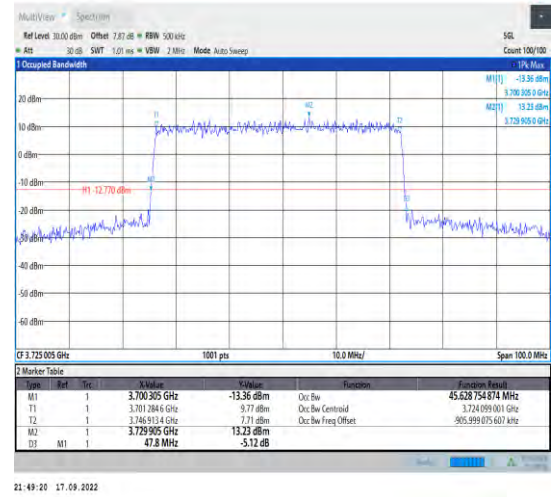 MultiView Spectrum
Ref Level 30.00 dBm Offset 7.87 dB RBW 500 kHz SGL
Att 30 dB SWT 1.01 ms VBW 2 MHz Mode Auto Sweep Count 100/100
1 Occupied Bandwidth 1Pk Max
M1[1] -13.36 dBm
3.700 305 0 GHz
M2[1] 13.23 dBm
3.729 905 0 GHz
20 dBm
M2
T1
T2
10 dBm
0 dBm
-10 dBm
M1
H1 -12.770 dBm
-20 dBm
D3
-30 dBm
-40 dBm
-50 dBm
-60 dBm
CF 3.725 005 GHz 1001 pts 10.0 MHz/ Span 100.0 MHz
2 Marker Table
Type Ref Trc X-Value Y-Value Function Function Result
M1 1 3.700 305 GHz -13.36 dBm Occ Bw 45.628 754 874 MHz
T1 1 3.701 284 6 GHz 9.77 dBm Occ Bw Centroid 3.724 099 001 GHz
T2 1 3.746 913 4 GHz 7.71 dBm Occ Bw Freq Offset -905.999 075 607 kHz
M2 1 3.729 905 GHz 13.23 dBm
D3 M1 1 47.8 MHz -5.12 dB
21:49:20 17.09.2022